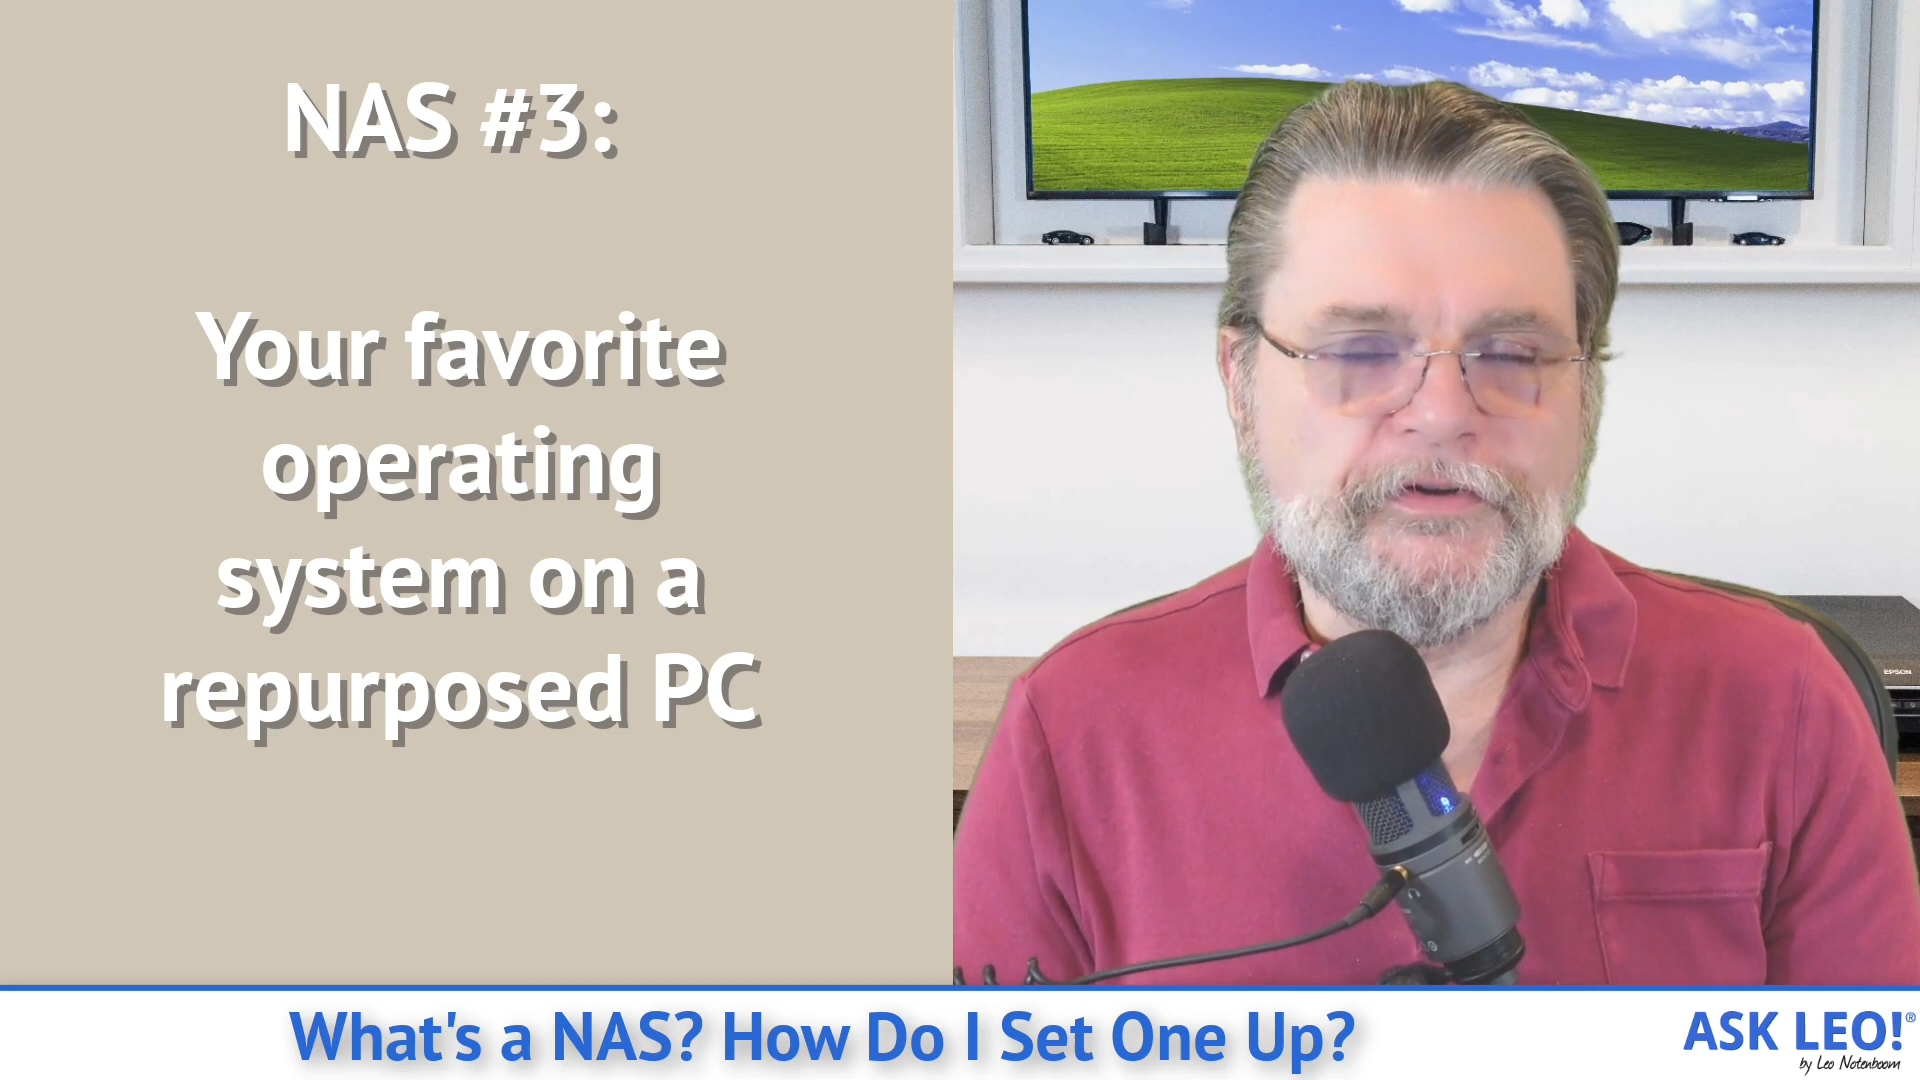 NAS #3:
Your favorite
operating
system on a
repurposed PC
EPSON
What's a NAS? How Do I Set One Up?
ASK LEO!®
by Leo Notenboom